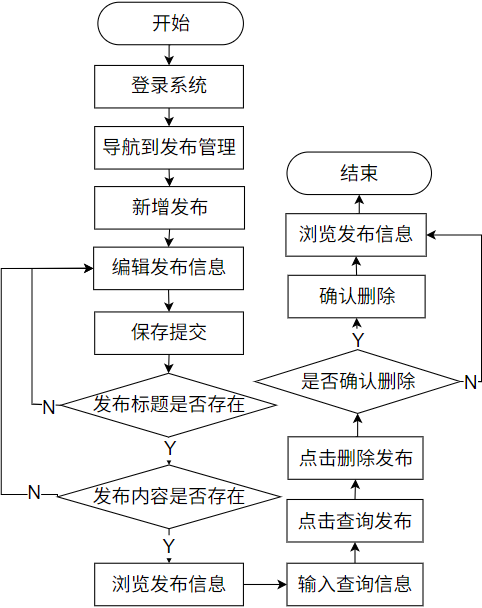 开始
登录系统
导航到发布管理
新增发布
编辑发布信息
保存提交
发布标题是否存在
N
Y
发布内容是否存在
N
Y
浏览发布信息
输入查询信息
点击查询发布
点击删除发布
是否确认删除
N
Y
确认删除
浏览发布信息
结束